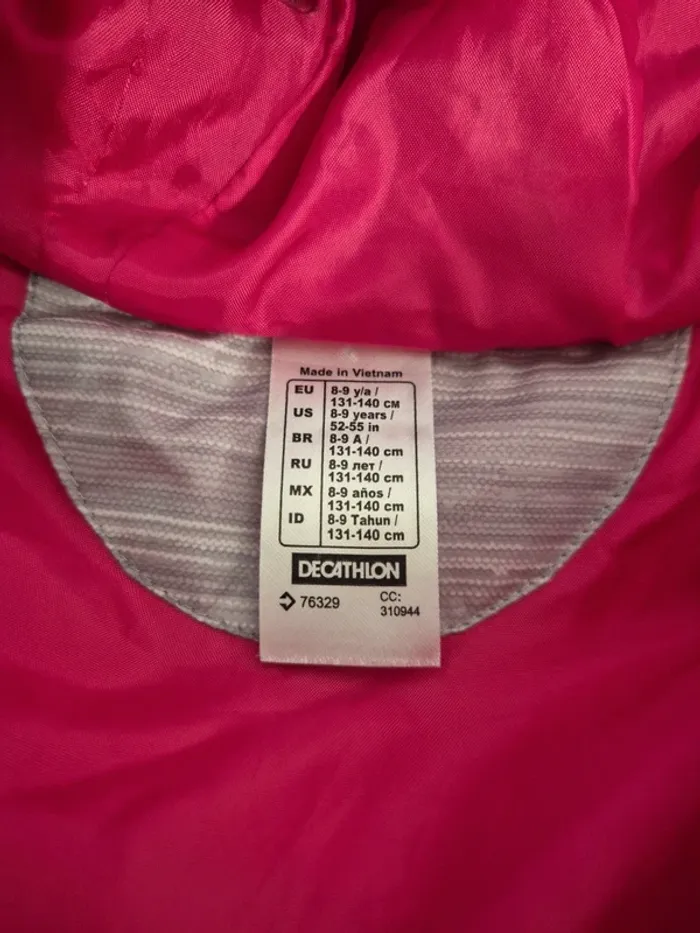 Made in Vietnam
EU 8-9 y/a /
131-140 CM
US 8-9 years /
52-55 in
BR 8-9 A /
131-140 cm
RU 8-9 лет /
131-140 cm
MX 8-9 años /
131-140 cm
ID 8-9 Tahun /
131-140 cm
DECATHLON
76329 CC:
310944